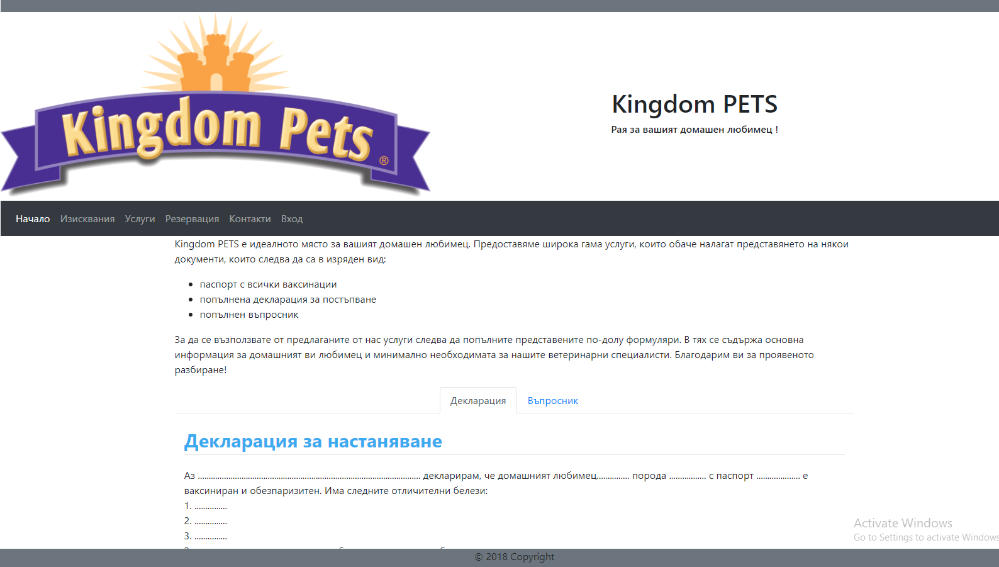 Kingdom Pets ®
Kingdom PETS
Рая за вашият домашен любимец !
Начало Изисквания Услуги Резервация Контакти Вход
Kingdom PETS е идеалното място за вашият домашен любимец. Предоставяме широка гама услуги, които обаче налагат представянето на някои
документи, които следва да са в изряден вид:
• паспорт с всички ваксинации
• попълнена декларация за постъпване
• попълнен въпросник
За да се възползвате от предлаганите от нас услуги следва да попълните представените по-долу формуляри. В тях се съдържа основна
информация за домашният ви любимец и минимално необходимата за нашите ветеринарни специалисти. Благодарим ви за проявеното
разбиране!
Декларация Въпросник
Декларация за настаняване
Аз ...................................................................................................... декларирам, че домашният любимец............... порода ................. с паспорт .................... е
ваксиниран и обезпаразитен. Има следните отличителни белези:
1. ...............
2. ...............
3. ...............
Activate Windows
Go to Settings to activate Windows
© 2018 Copyright